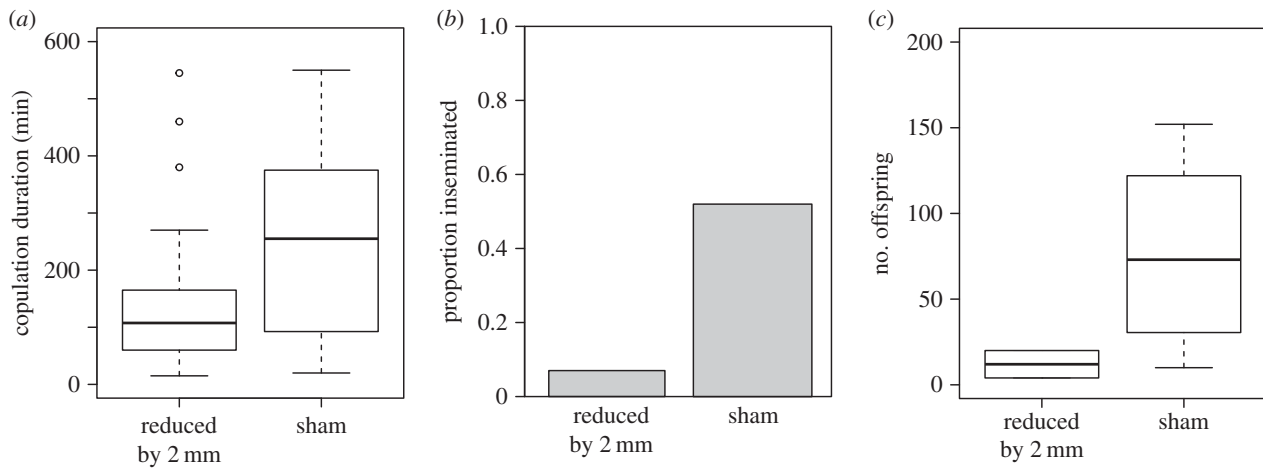 (a)
600
400
200
0
copulation duration (min)
reduced
by 2 mm
sham
(b)
1.0
0.8
0.6
0.4
0.2
0
proportion inseminated
reduced
by 2 mm
sham
(c)
200
150
100
50
0
no. offspring
reduced
by 2 mm
sham